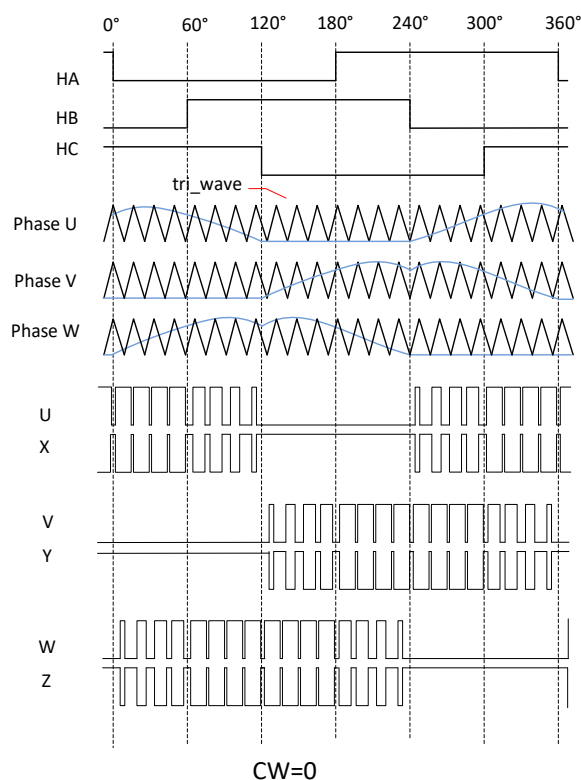 0° 60° 120° 180° 240° 300° 360°
HA
HB
HC
tri_wave
Phase U
Phase V
Phase W
U
X
V
Y
W
Z
CW=0